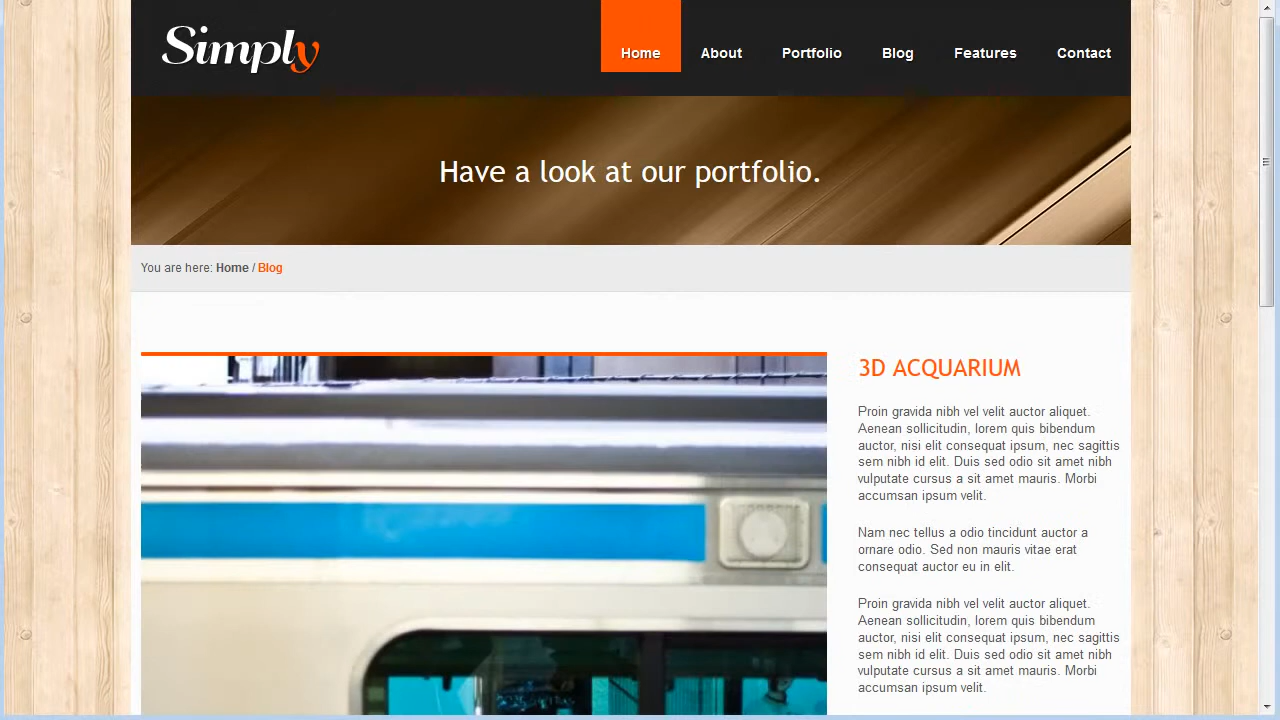 Simply
Home About Portfolio Blog Features Contact
Have a look at our portfolio.
You are here: Home / Blog
3D ACQUARIUM
Proin gravida nibh vel velit auctor aliquet.
Aenean sollicitudin, lorem quis bibendum
auctor, nisi elit consequat ipsum, nec sagittis
sem nibh id elit. Duis sed odio sit amet nibh
vulputate cursus a sit amet mauris. Morbi
accumsan ipsum velit.
Nam nec tellus a odio tincidunt auctor a
ornare odio. Sed non mauris vitae erat
consequat auctor eu in elit.
Proin gravida nibh vel velit auctor aliquet.
Aenean sollicitudin, lorem quis bibendum
auctor, nisi elit consequat ipsum, nec sagittis
sem nibh id elit. Duis sed odio sit amet nibh
vulputate cursus a sit amet mauris. Morbi
accumsan ipsum velit.